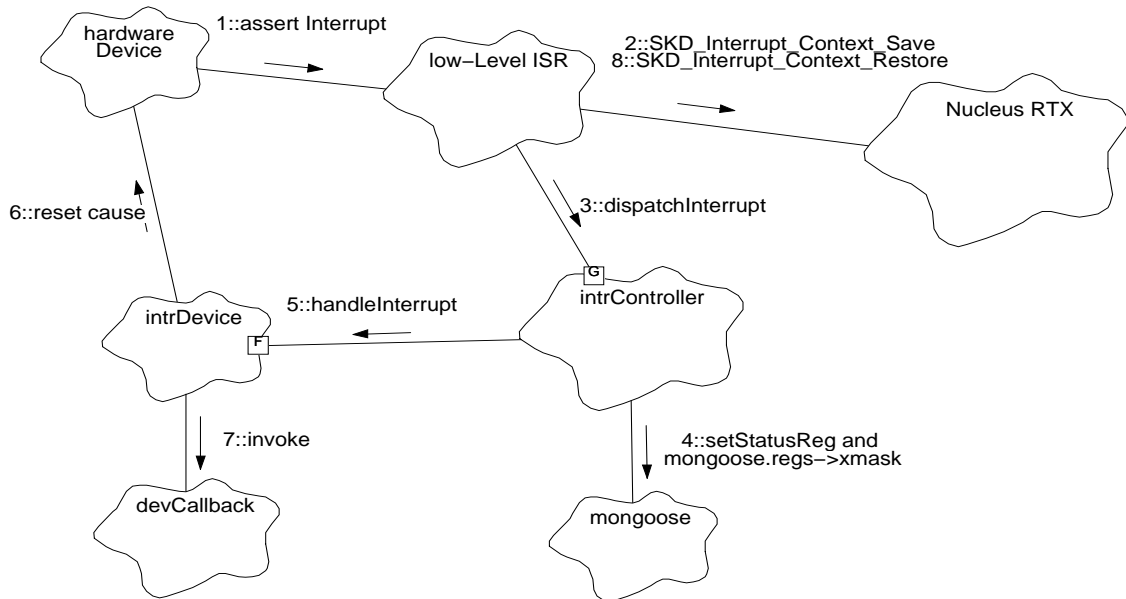 hardware
Device
1::assert Interrupt
low−Level ISR
2::SKD_Interrupt_Context_Save
8::SKD_Interrupt_Context_Restore
Nucleus RTX
6::reset cause
3::dispatchInterrupt
G
intrController
intrDevice
5::handleInterrupt
F
7::invoke
4::setStatusReg and
mongoose.regs−>xmask
devCallback
mongoose